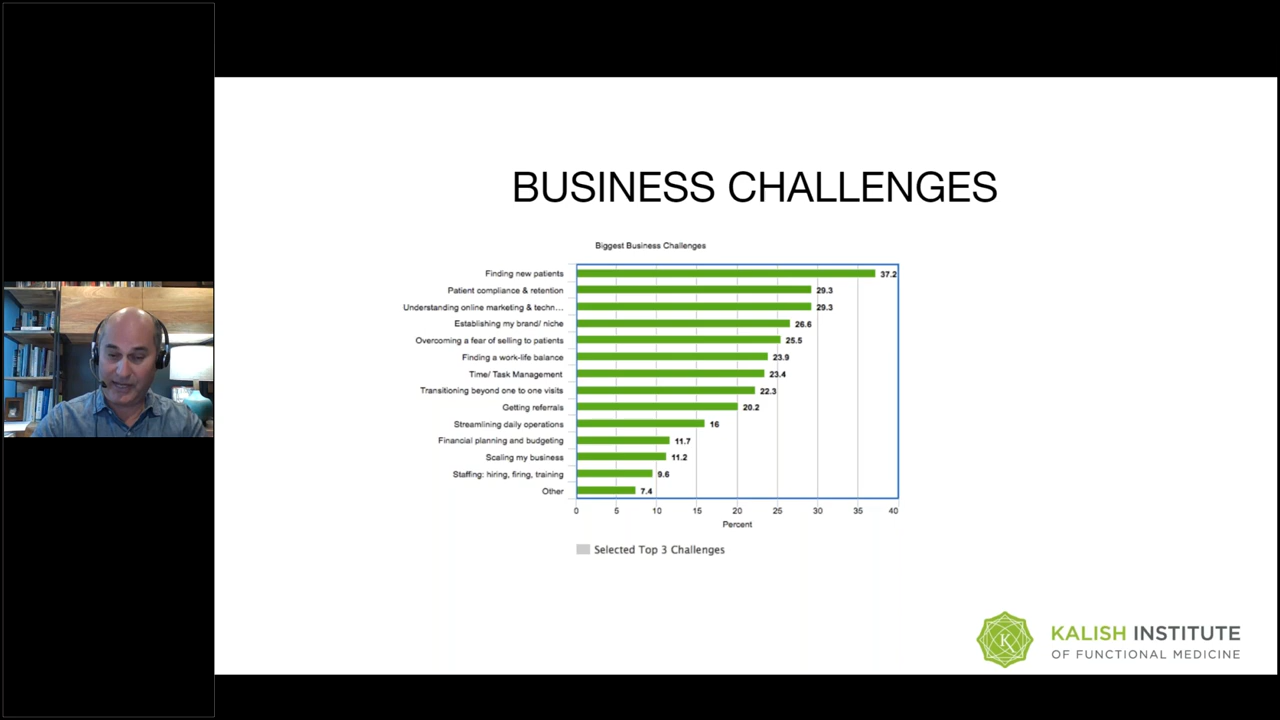 BUSINESS CHALLENGES
Biggest Business Challenges
Finding new patients 37.2
Patient compliance & retention 29.3
Understanding online marketing & techn... 29.3
Establishing my brand/ niche 26.6
Overcoming a fear of selling to patients 25.5
Finding a work-life balance 23.9
Time/ Task Management 23.4
Transitioning beyond one to one visits 22.3
Getting referrals 20.2
Streamlining daily operations 16
Financial planning and budgeting 11.7
Scaling my business 11.2
Staffing: hiring, firing, training 9.6
Other 7.4
0 5 10 15 20 25 30 35 40
Percent
Selected Top 3 Challenges
K
KALISH INSTITUTE
OF FUNCTIONAL MEDICINE